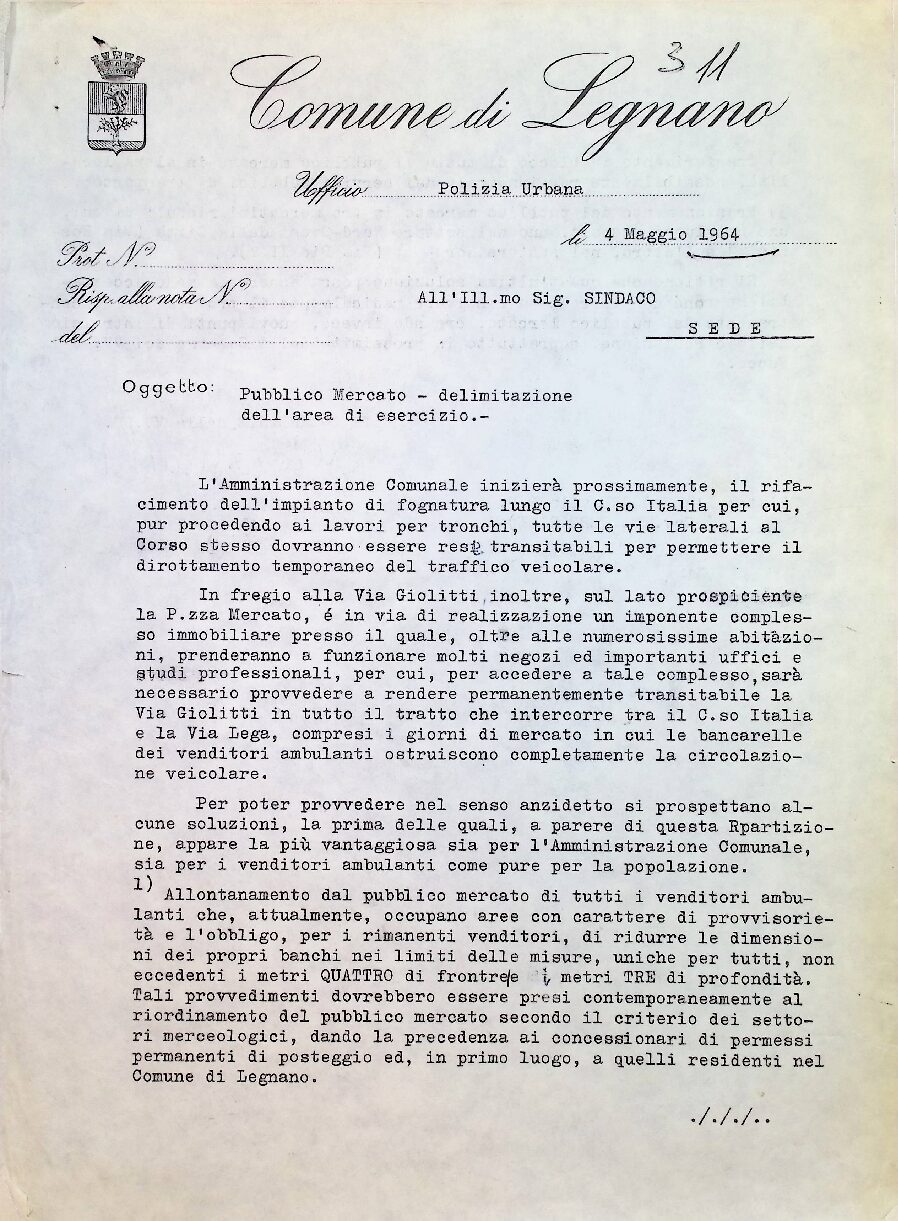 311
Comune di Legnano
Ufficio Polizia Urbana
li 4 Maggio 1964
Prot. N°
Risp. alla nota N°
del
All'Ill.mo Sig. SINDACO
S E D E
Oggetto: Pubblico Mercato - delimitazione
dell'area di esercizio.-
L'Amministrazione Comunale inizierà prossimamente, il rifa-
cimento dell'impianto di fognatura lungo il C.so Italia per cui,
pur procedendo ai lavori per tronchi, tutte le vie laterali al
Corso stesso dovranno essere rese transitabili per permettere il
dirottamento temporaneo del traffico veicolare.
In fregio alla Via Giolitti inoltre, sul lato prospiciente
la P.zza Mercato, é in via di realizzazione un imponente comples-
so immobiliare presso il quale, oltre alle numerosissime abitàzio-
ni, prenderanno a funzionare molti negozi ed importanti uffici e
studi professionali, per cui, per accedere a tale complesso, sarà
necessario provvedere a rendere permanentemente transitabile la
Via Giolitti in tutto il tratto che intercorre tra il C.so Italia
e la Via Lega, compresi i giorni di mercato in cui le bancarelle
dei venditori ambulanti ostruiscono completamente la circolazio-
ne veicolare.
Per poter provvedere nel senso anzidetto si prospettano al-
cune soluzioni, la prima delle quali, a parere di questa Rpartizio-
ne, appare la più vantaggiosa sia per l'Amministrazione Comunale,
sia per i venditori ambulanti come pure per la popolazione.
1) Allontanamento dal pubblico mercato di tutti i venditori ambu-
lanti che, attualmente, occupano aree con carattere di provvisorie-
tà e l'obbligo, per i rimanenti venditori, di ridurre le dimensio-
ni dei propri banchi nei limiti delle misure, uniche per tutti, non
eccedenti i metri QUATTRO di fronte e i metri TRE di profondità.
Tali provvedimenti dovrebbero essere presi contemporaneamente al
riordinamento del pubblico mercato secondo il criterio dei setto-
ri merceologici, dando la precedenza ai concessionari di permessi
permanenti di posteggio ed, in primo luogo, a quelli residenti nel
Comune di Legnano.
./././..